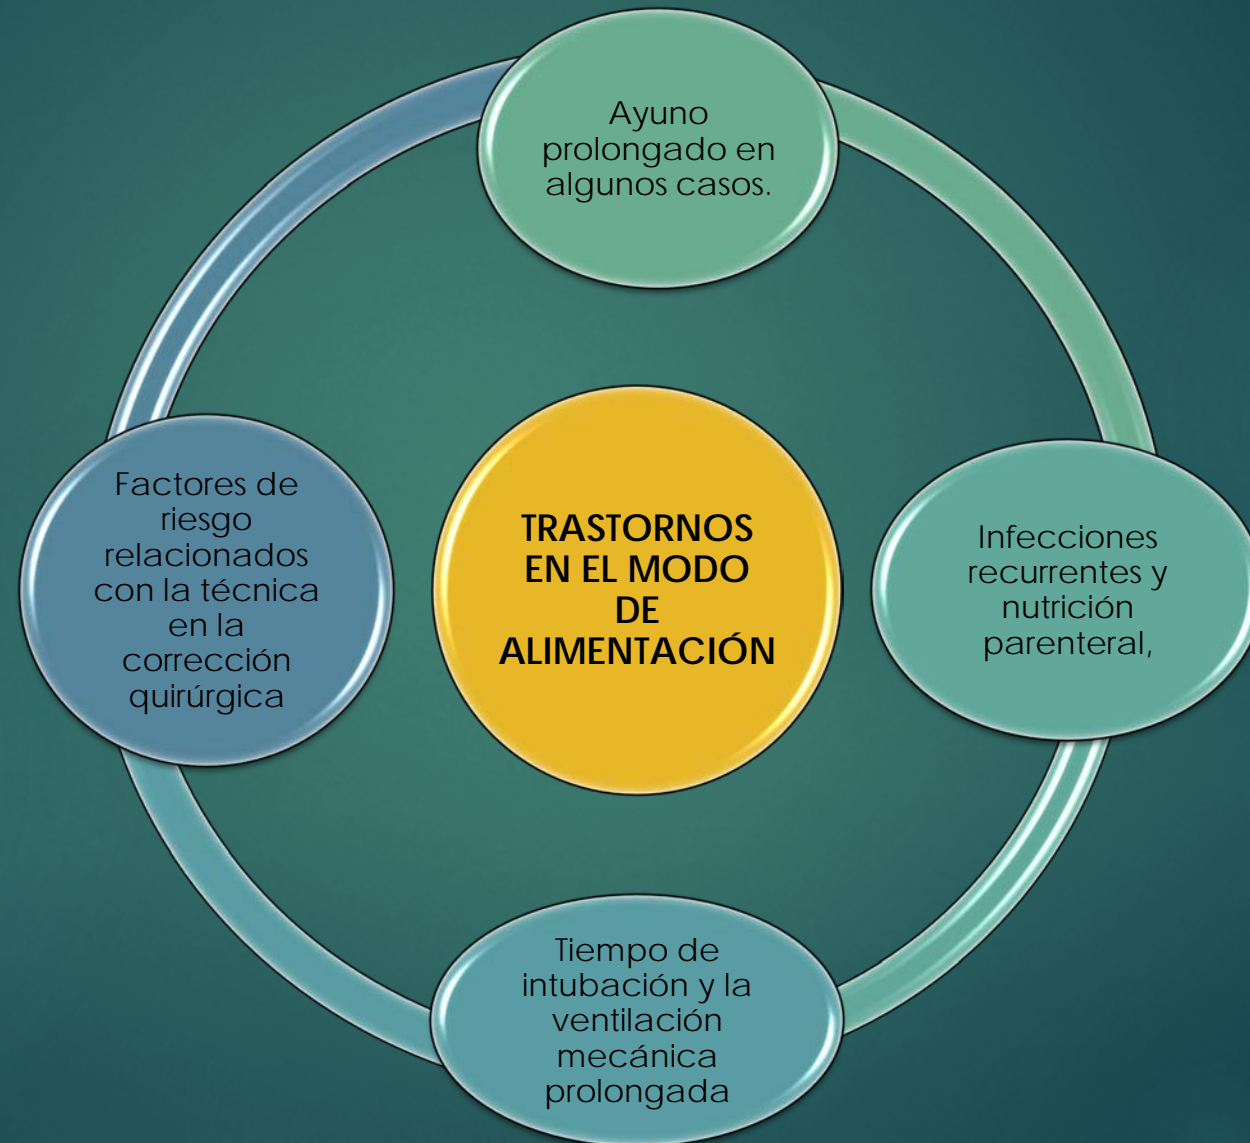 Ayuno
prolongado en
algunos casos.
Factores de
riesgo
relacionados
con la técnica
en la
corrección
quirúrgica
TRASTORNOS
EN EL MODO
DE
ALIMENTACIÓN
Infecciones
recurrentes y
nutrición
parenteral,
Tiempo de
intubación y la
ventilación
mecánica
prolongada